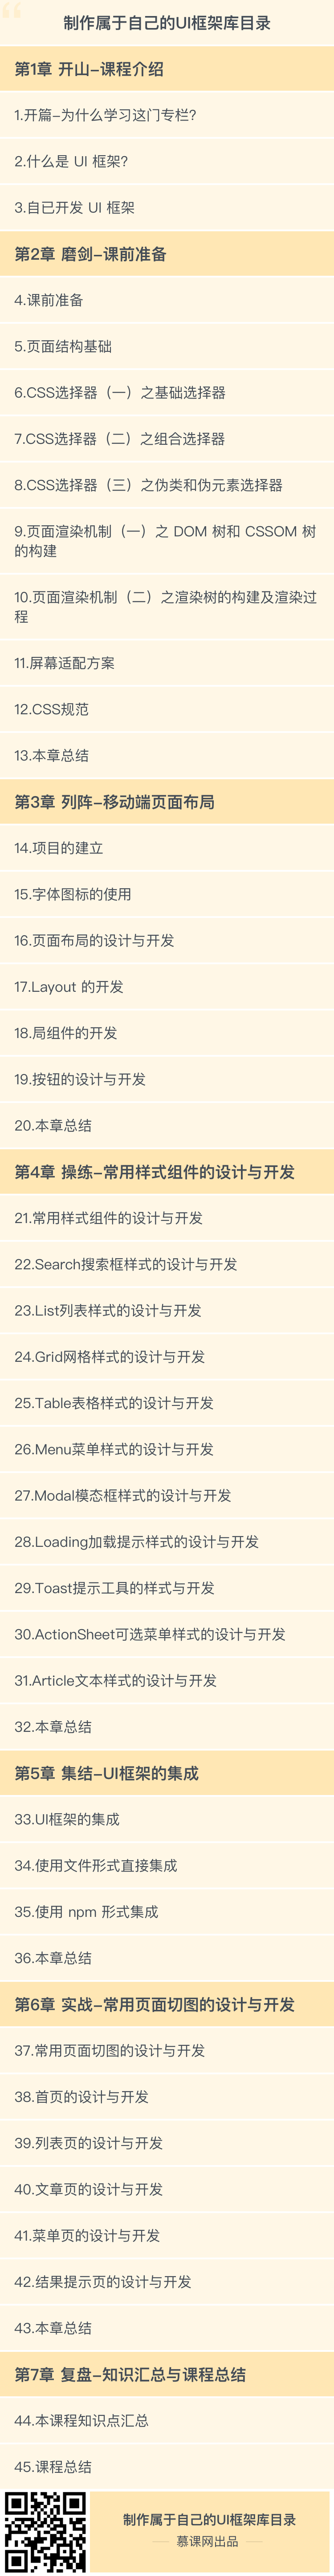 制作属于自己的UI框架库目录
第1章 开山-课程介绍
1.开篇-为什么学习这门专栏?
2.什么是 UI 框架?
3.自已开发 UI 框架
第2章 磨剑-课前准备
4.课前准备
5.页面结构基础
6.CSS选择器（一）之基础选择器
7.CSS选择器（二）之组合选择器
8.CSS选择器（三）之伪类和伪元素选择器
9.页面渲染机制（一）之 DOM 树和 CSSOM 树
的构建
10.页面渲染机制（二）之渲染树的构建及渲染过
程
11.屏幕适配方案
12.CSS规范
13.本章总结
第3章 列阵-移动端页面布局
14.项目的建立
15.字体图标的使用
16.页面布局的设计与开发
17.Layout 的开发
18.局组件的开发
19.按钮的设计与开发
20.本章总结
第4章 操练-常用样式组件的设计与开发
21.常用样式组件的设计与开发
22.Search搜索框样式的设计与开发
23.List列表样式的设计与开发
24.Grid网格样式的设计与开发
25.Table表格样式的设计与开发
26.Menu菜单样式的设计与开发
27.Modal模态框样式的设计与开发
28.Loading加载提示样式的设计与开发
29.Toast提示工具的样式与开发
30.ActionSheet可选菜单样式的设计与开发
31.Article文本样式的设计与开发
32.本章总结
第5章 集结-UI框架的集成
33.UI框架的集成
34.使用文件形式直接集成
35.使用 npm 形式集成
36.本章总结
第6章 实战-常用页面切图的设计与开发
37.常用页面切图的设计与开发
38.首页的设计与开发
39.列表页的设计与开发
40.文章页的设计与开发
41.菜单页的设计与开发
42.结果提示页的设计与开发
43.本章总结
第7章 复盘-知识汇总与课程总结
44.本课程知识点汇总
45.课程总结
制作属于自己的UI框架库目录
慕课网出品